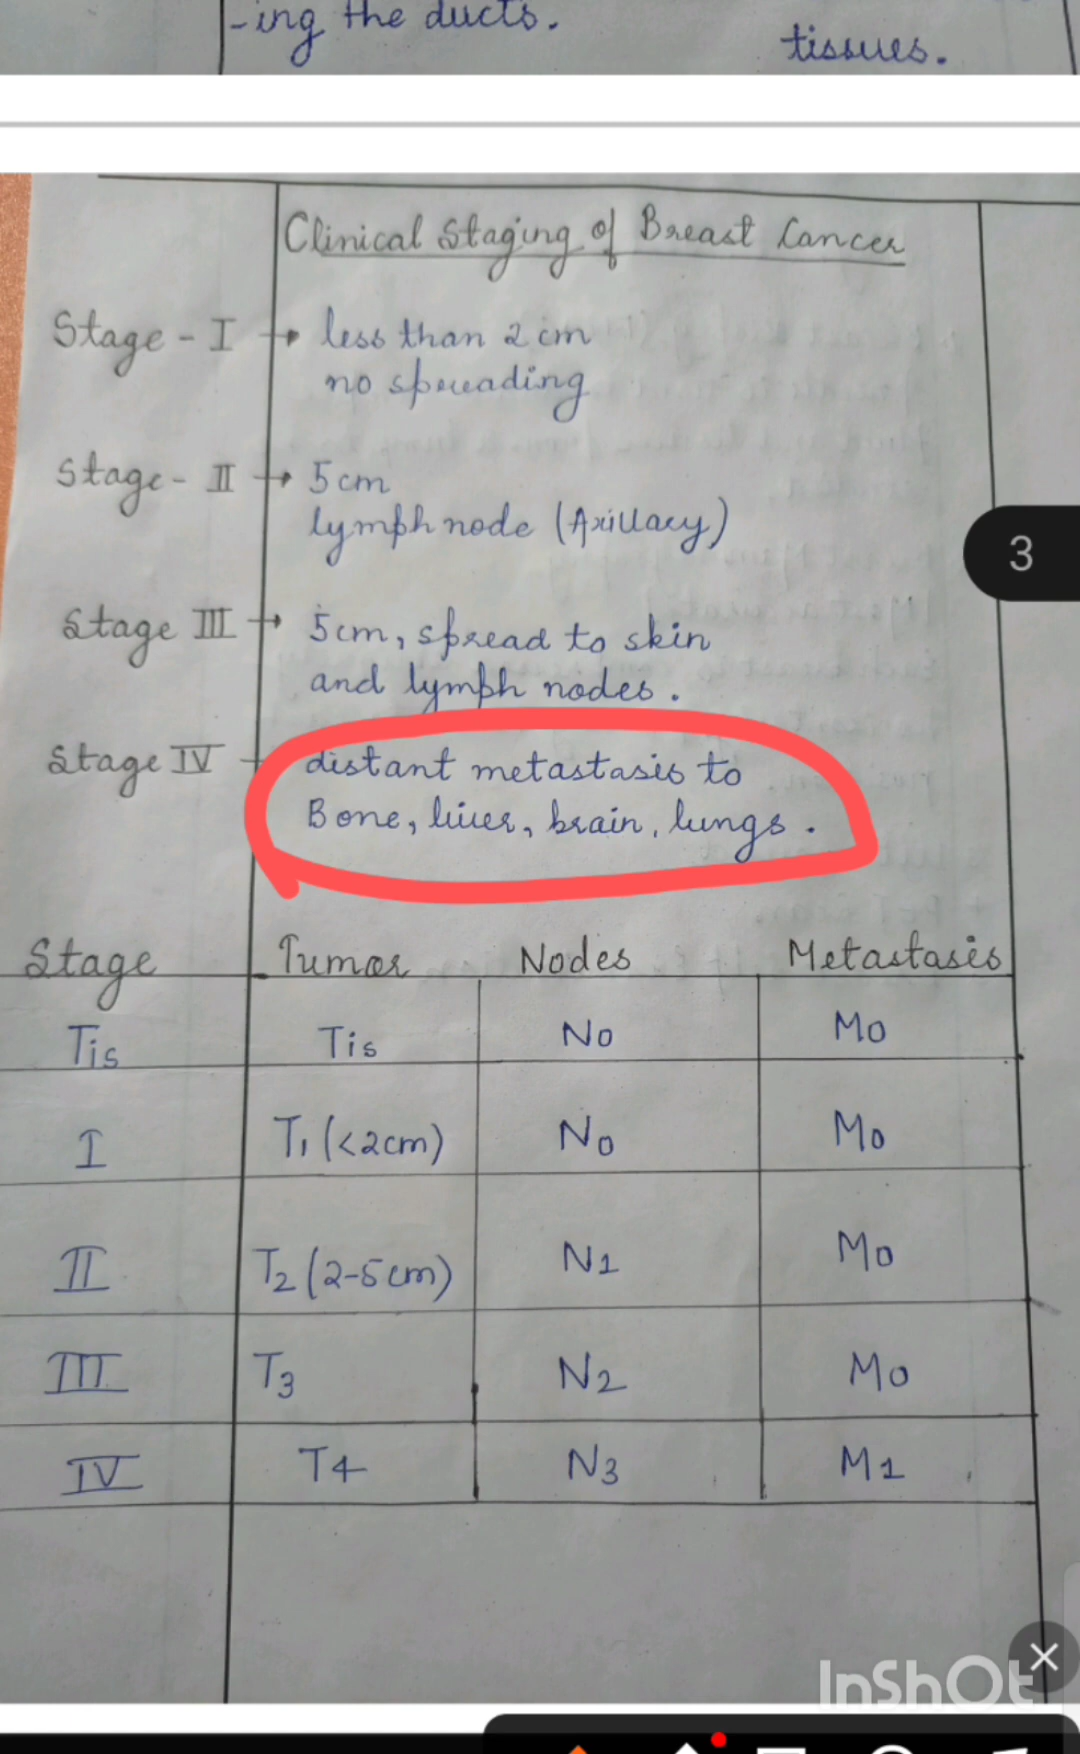 -ing the ducts.
tissues.
Clinical Staging of Breast Cancer
Stage - I → less than 2 cm
no spreading
Stage - II → 5 cm
lymph node (Axillary)
3
Stage III → 5cm, spread to skin
and lymph nodes.
Stage IV distant metastasis to
Bone, liver, brain, lungs.
Stage Tumor Nodes Metastasis
Tis Tis No Mo
I T1 (<2cm) No Mo
II T2 (2-5cm) N1 Mo
III T3 N2 Mo
IV T4 N3 M1
InShOt